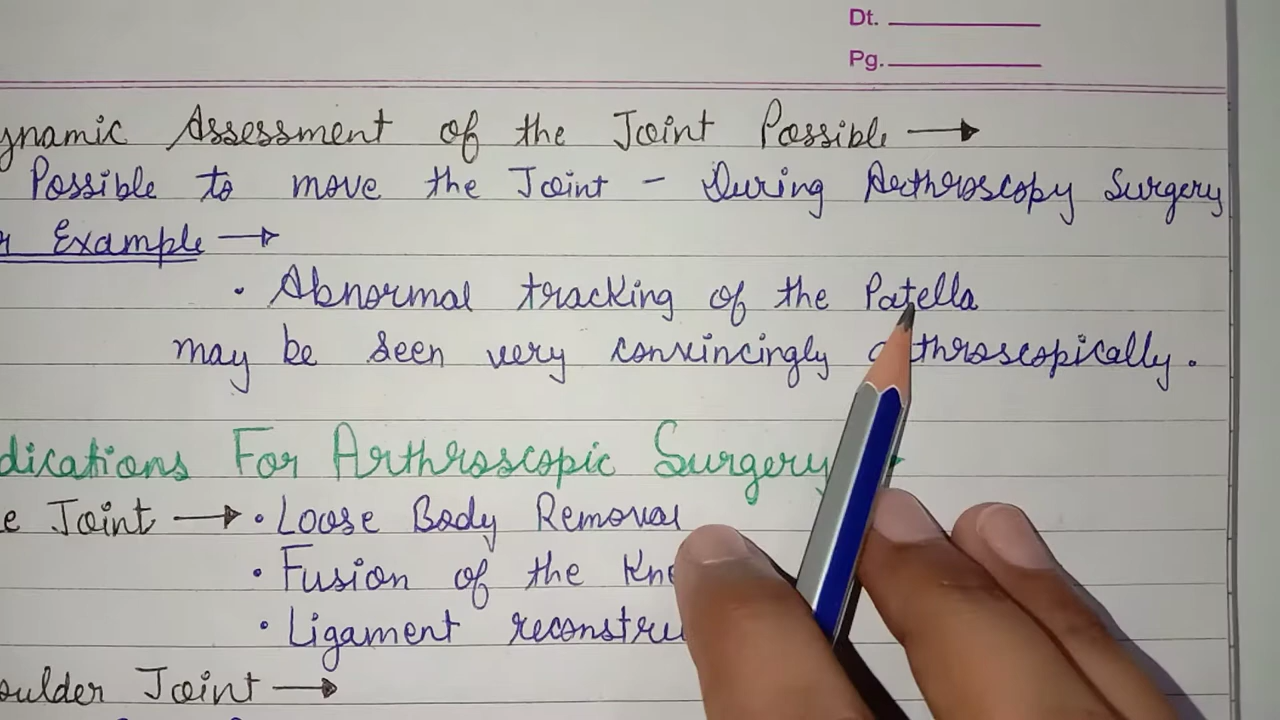 Dt.
Pg.
ynamic Assessment of the Joint Possible →
Possible to move the Joint - During Arthroscopy Surgery
r Example →
• Abnormal tracking of the Patella
may be seen very convincingly arthroscopically.
dications For Arthroscopic Surgery
e Joint → • Loose Body Removal
• Fusion of the Kne
• Ligament reconstru
oulder Joint →